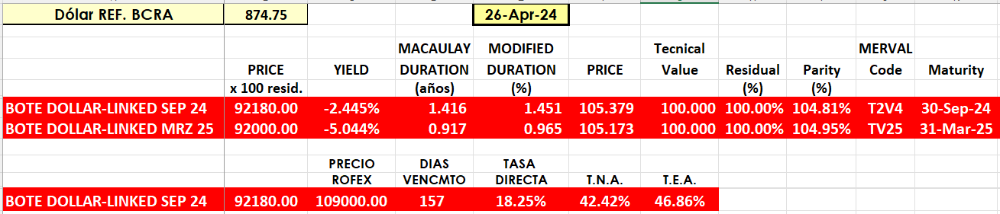 Dólar REF. BCRA 874.75 26-Apr-24
MACAULAY MODIFIED Tecnical MERVAL
PRICE YIELD DURATION DURATION PRICE Value Residual Parity Code Maturity
x 100 resid. (años) (%) (%) (%)
BOTE DOLLAR-LINKED SEP 24 92180.00 -2.445% 1.416 1.451 105.379 100.000 100.00% 104.81% T2V4 30-Sep-24
BOTE DOLLAR-LINKED MRZ 25 92000.00 -5.044% 0.917 0.965 105.173 100.000 100.00% 104.95% TV25 31-Mar-25
PRECIO DIAS TASA
ROFEX VENCMTO DIRECTA T.N.A. T.E.A.
BOTE DOLLAR-LINKED SEP 24 92180.00 109000.00 157 18.25% 42.42% 46.86%